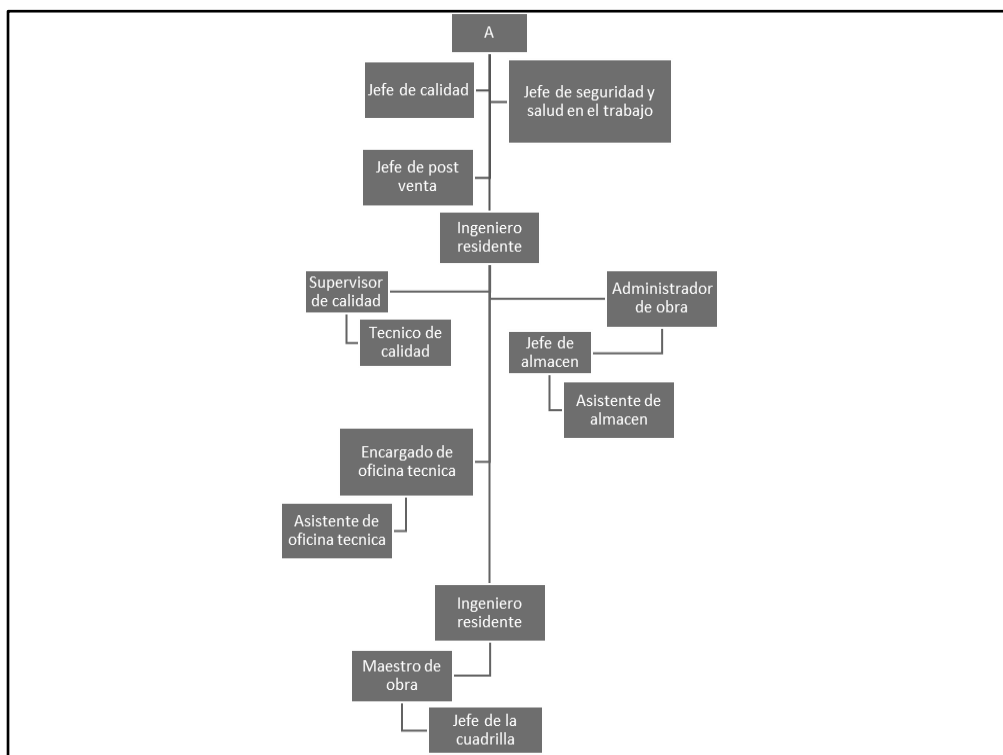 A
Jefe de calidad
Jefe de seguridad y
salud en el trabajo
Jefe de post
venta
Ingeniero
residente
Supervisor
de calidad
Administrador
de obra
Tecnico de
calidad
Jefe de
almacen
Asistente de
almacen
Encargado de
oficina tecnica
Asistente de
oficina tecnica
Ingeniero
residente
Maestro de
obra
Jefe de la
cuadrilla